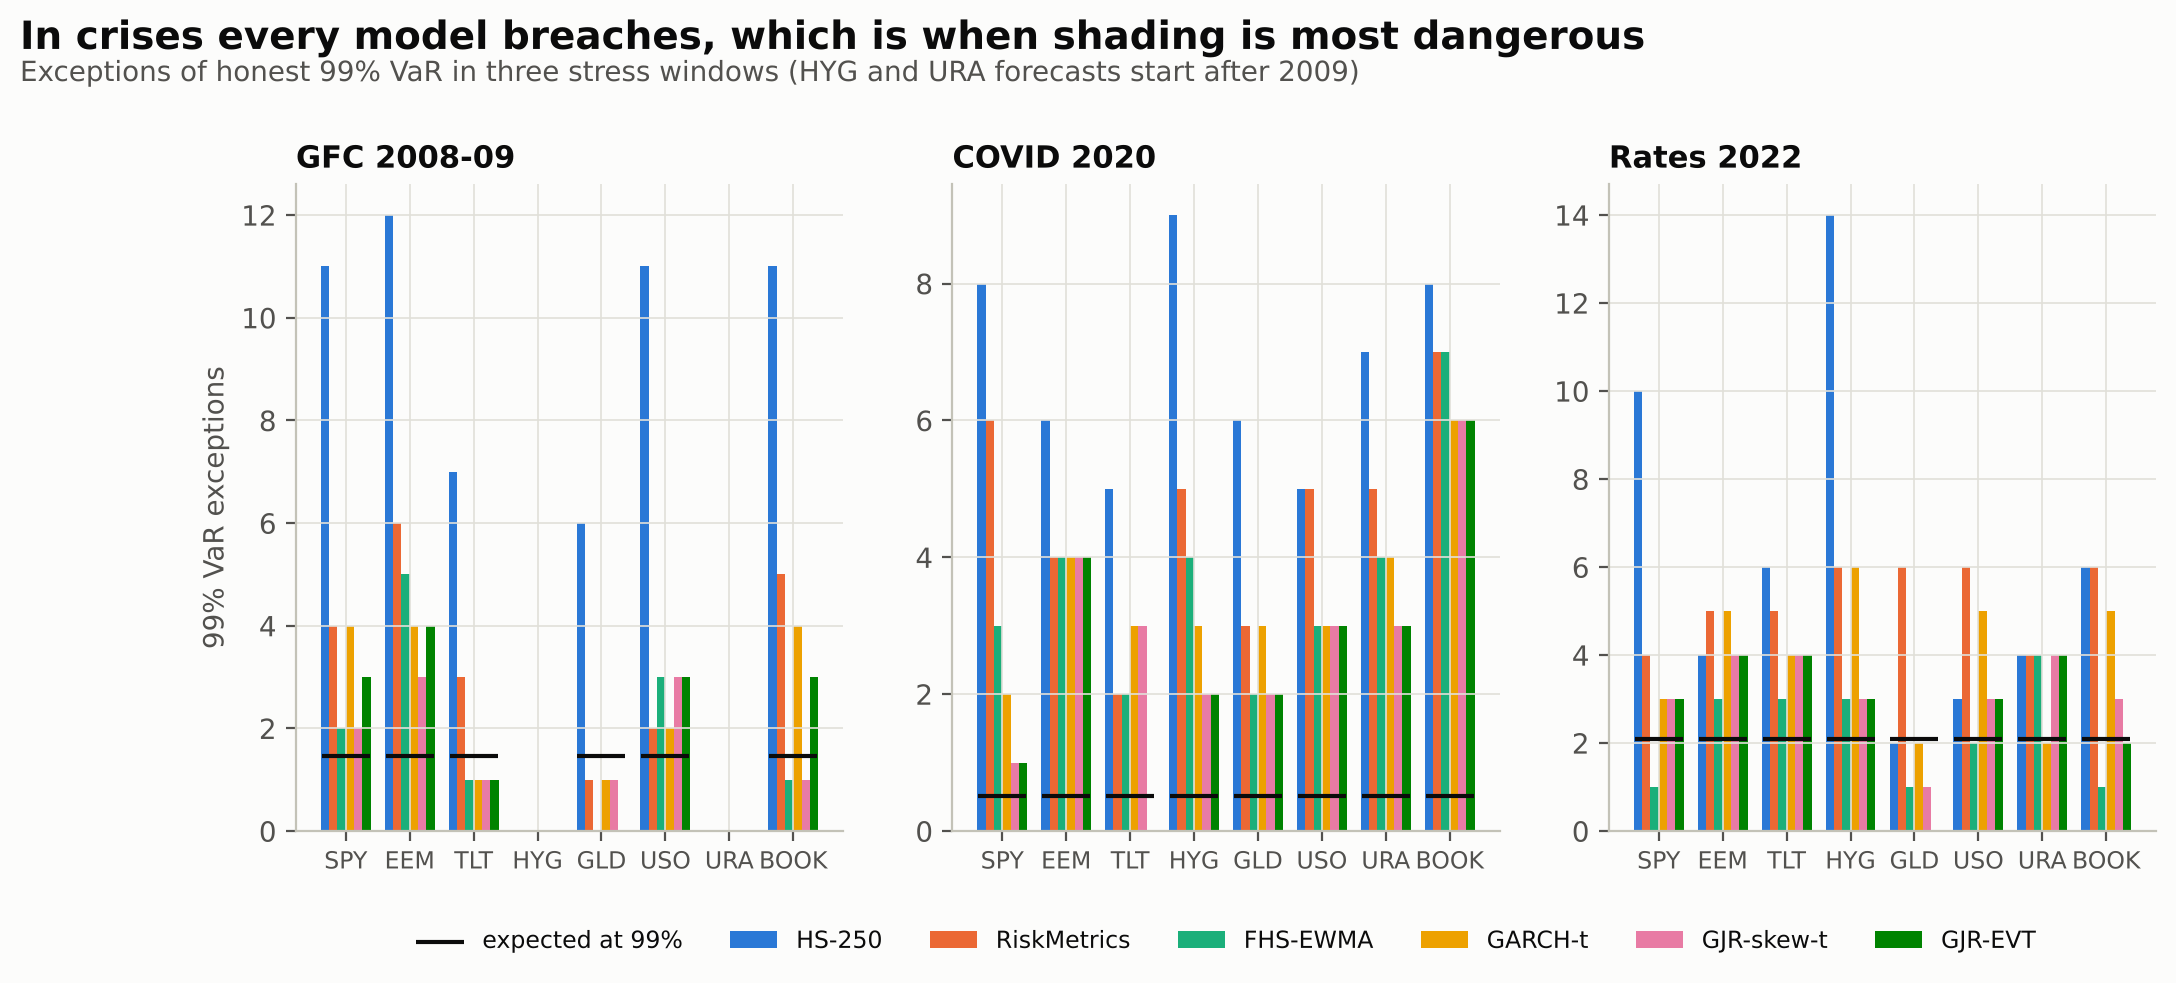 In crises every model breaches, which is when shading is most dangerous
Exceptions of honest 99% VaR in three stress windows (HYG and URA forecasts start after 2009)
GFC 2008-09
COVID 2020
Rates 2022
99% VaR exceptions
12
10
8
6
4
2
0
SPY EEM TLT HYG GLD USO URA BOOK
8
6
4
2
0
SPY EEM TLT HYG GLD USO URA BOOK
14
12
10
8
6
4
2
0
SPY EEM TLT HYG GLD USO URA BOOK
expected at 99% HS-250 RiskMetrics FHS-EWMA GARCH-t GJR-skew-t GJR-EVT